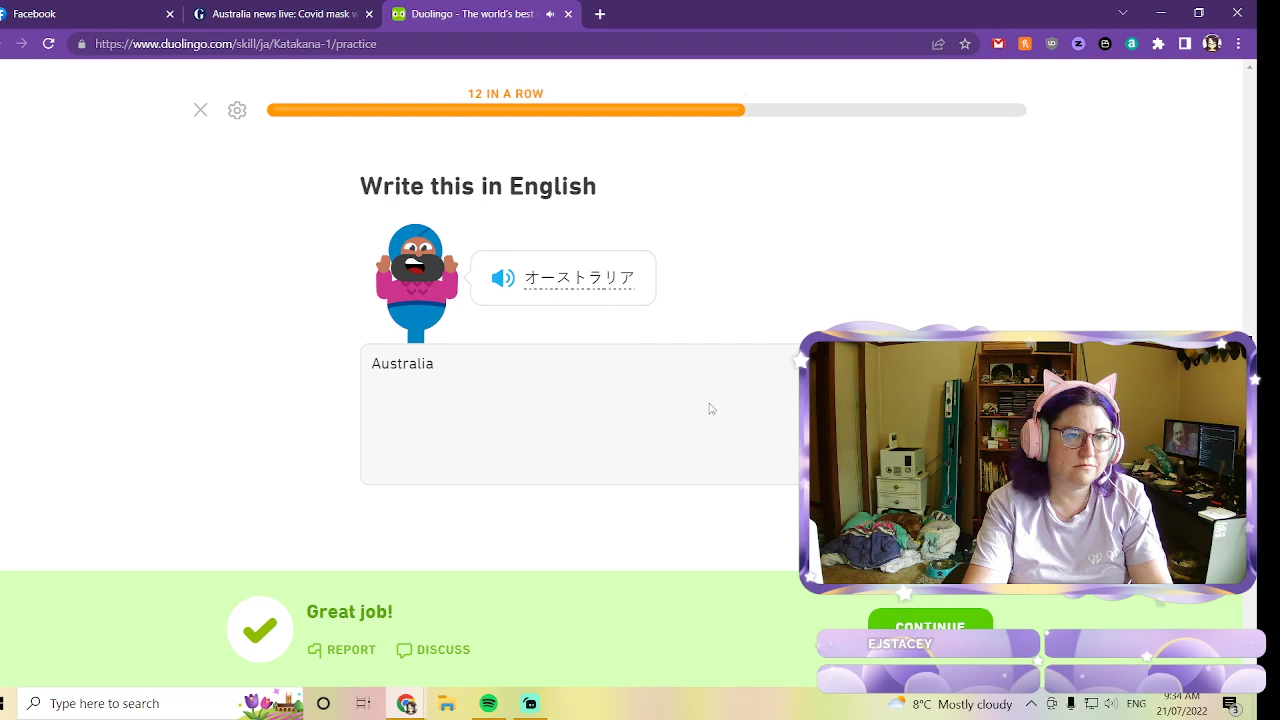 Facebook
Australia news live: Covid mask w
Duolingo - The world's best
https://www.duolingo.com/skill/ja/Katakana-1/practice
12 IN A ROW
Write this in English
オーストラリア
Australia
Great job!
REPORT
DISCUSS
CONTINUE
EJSTACEY
Type here to search
8°C Mostly cloudy
ENG
9:34 AM
21/07/2022